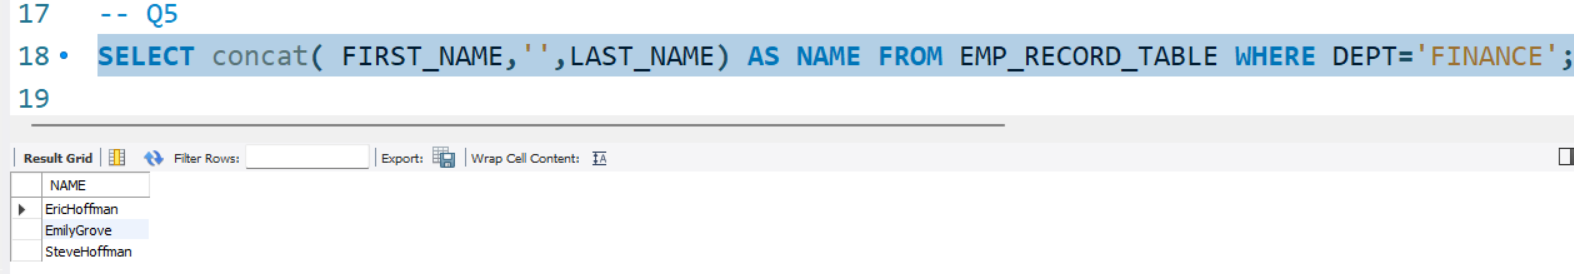 17 -- Q5
18 SELECT concat( FIRST_NAME,'',LAST_NAME) AS NAME FROM EMP_RECORD_TABLE WHERE DEPT='FINANCE';
19
Result Grid Filter Rows: Export: Wrap Cell Content: IA
NAME
EricHoffman
EmilyGrove
SteveHoffman